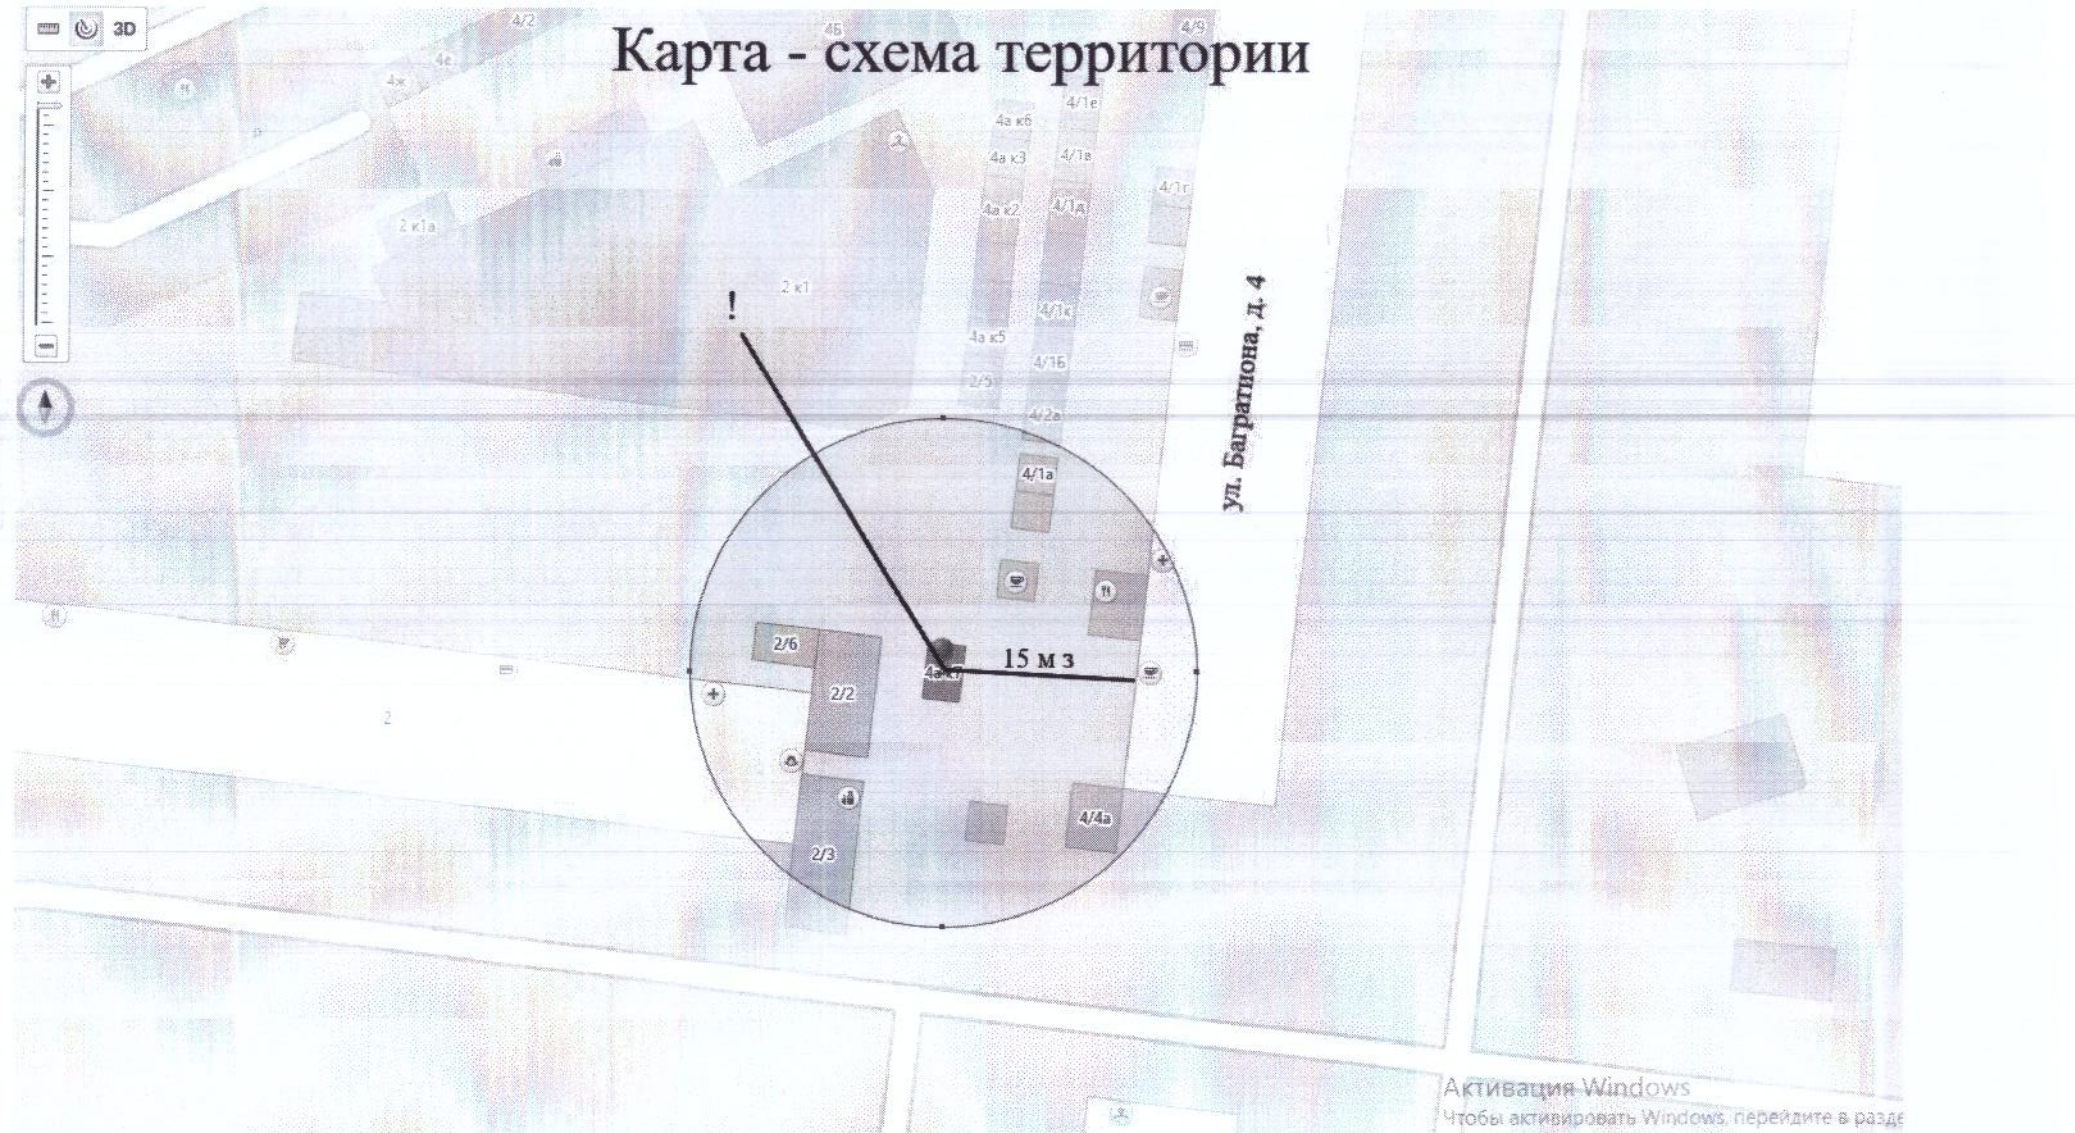 3D
4/2
4Б
4/9
Карта - схема территории
4е
4ж
4/1е
4а к6
4а к3
4/1в
4/1г
4а к2
4/1д
2 к1а
2 к1
!
4/1к
4а к5
4/1Б
2/5
4/2а
ул. Багратиона, д. 4
4/1а
2/6
15 м з
4а к7
2/2
2
4/4а
2/3
Активация Windows
Чтобы активировать Windows, перейдите в разде